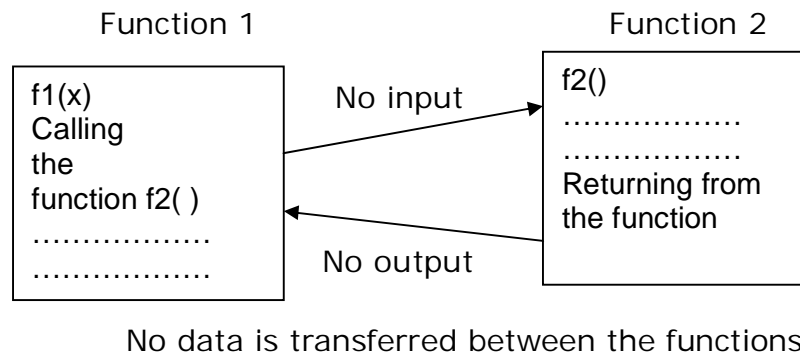 Function 1
Function 2
f1(x)
Calling
the
function f2( )
………………
………………
No input
f2()
………………
………………
Returning from
the function
No output
No data is transferred between the functions